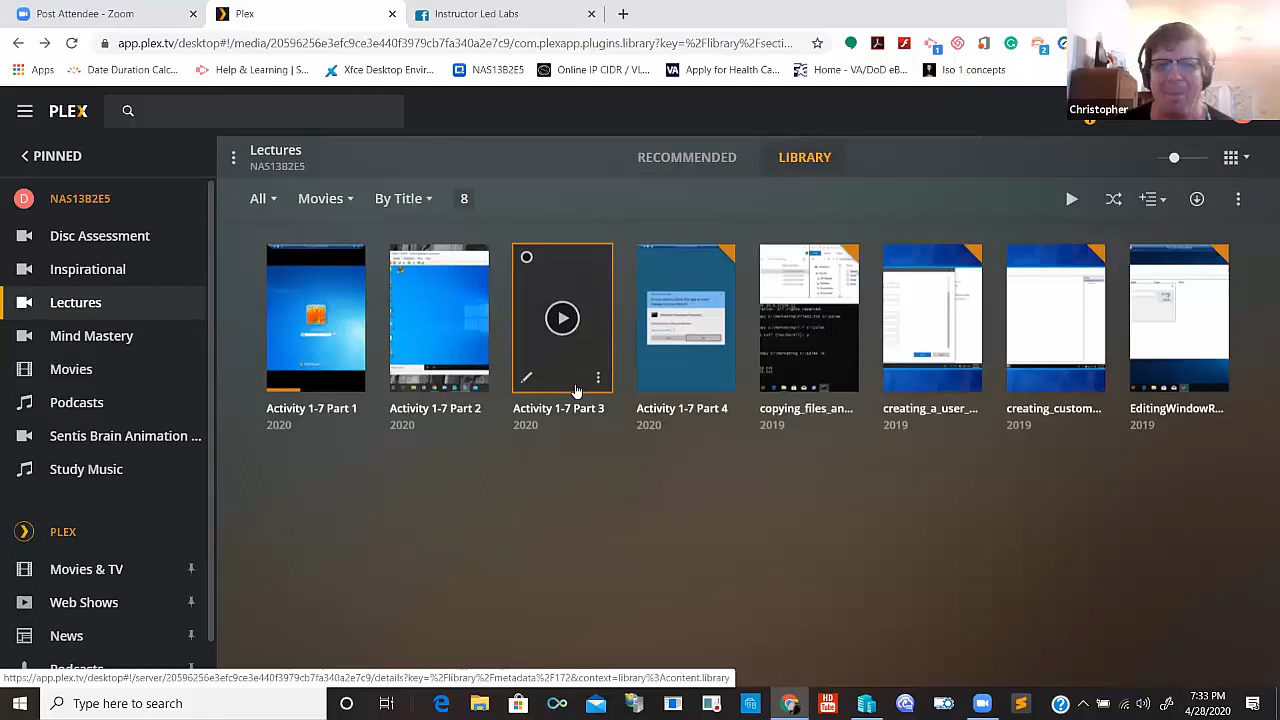 Post Attendee - Zoom
Plex
Instructor Led Labs
app.plex.tv/desktop#!/media/20596256e3efc9ce3e440f3979cb7fa340a2e7c9/com.plexapp.plugins.library?key=%2Flibrary%2Fsecti...
Apps
Date Duration Calc...
Help & Learning | S...
Xfce Desktop Envir...
NAS13B2E5
Online IP CIDR / VL...
Apply for Health Ca...
Home - VA/DoD eB...
Iso 1 concepts
Christopher
PLEX
PINNED
Lectures
NAS13B2E5
RECOMMENDED
LIBRARY
NAS13B2E5
All
Movies
By Title
8
Disc Assessment
Lectures
Movies
Podcasts
Sentis Brain Animation ...
Study Music
Activity 1-7 Part 1
2020
Activity 1-7 Part 2
2020
Activity 1-7 Part 3
2020
Activity 1-7 Part 4
2020
copying_files_an...
2019
creating_a_user_...
2019
creating_custom...
2019
EditingWindowR...
2019
PLEX
Movies & TV
Web Shows
News
Podcasts
https://app.plex.tv/desktop#!/server/20596256e3efc9ce3e440f3979cb7fa340a2e7c9/details?key=%2Flibrary%2Fmetadata%2F172&context=library%3Acontent.library
Type here to search
7:33 PM
4/28/2020